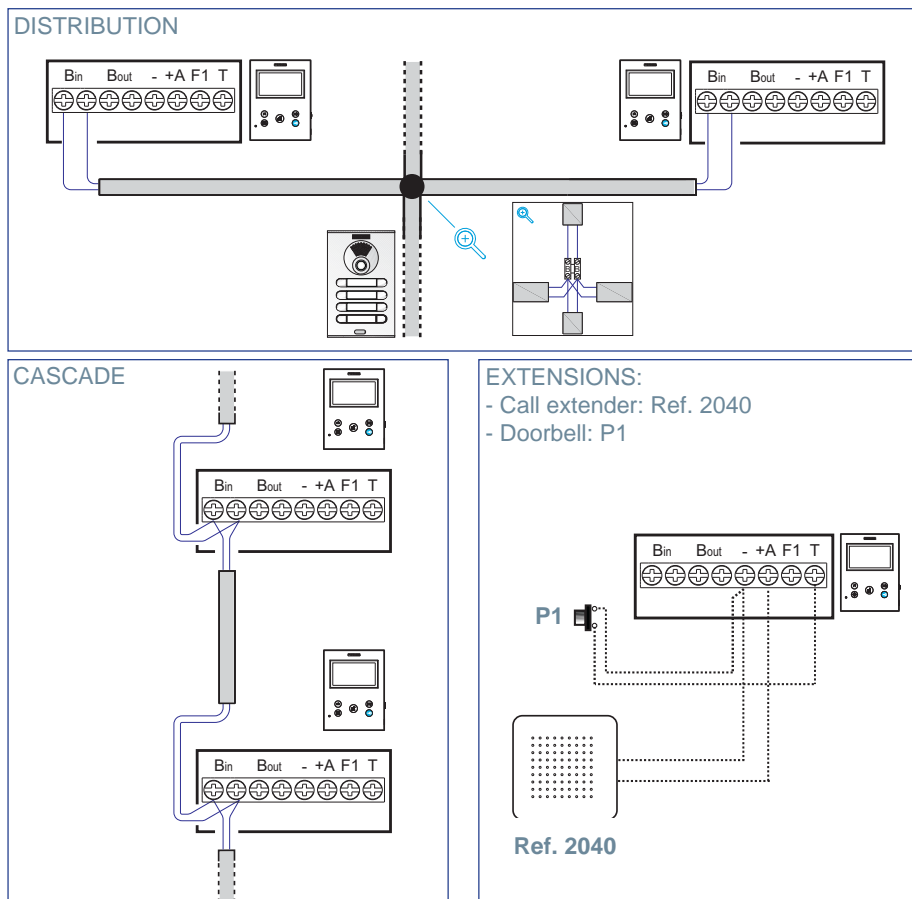 DISTRIBUTION
Bin Bout - +A F1 T
Bin Bout - +A F1 T
CASCADE
Bin Bout - +A F1 T
Bin Bout - +A F1 T
EXTENSIONS:
- Call extender: Ref. 2040
- Doorbell: P1
Bin Bout - +A F1 T
P1
Ref. 2040